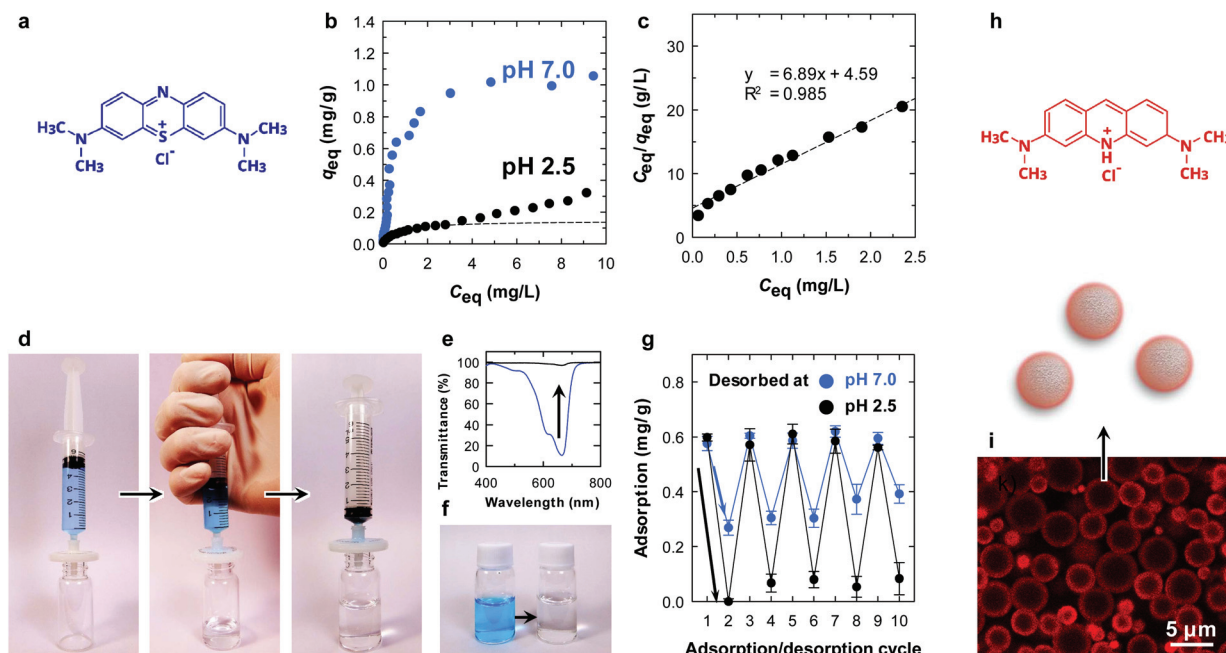 a
H3C
N
CH3
N
S
+
Cl-
CH3
N
CH3
b
1.4
1.2
1.0
0.8
0.6
0.4
0.2
0.0
qeq (mg/g)
pH 7.0
pH 2.5
0 2 4 6 8 10
Ceq (mg/L)
c
35
30
25
20
15
10
5
0
Ceq/qeq (g/L)
y = 6.89x + 4.59
R2 = 0.985
0.0 0.5 1.0 1.5 2.0 2.5
Ceq (mg/L)
h
H3C
N
CH3
N
+
H
Cl-
CH3
N
CH3
d
e
100
80
60
40
20
0
Transmittance (%)
400 600 800
Wavelength (nm)
f
g
0.8
0.6
0.4
0.2
0.0
Adsorption (mg/g)
Desorbed at
pH 7.0
pH 2.5
1 2 3 4 5 6 7 8 9 10
Adsorption/desorption cycle
i
k)
5 µm